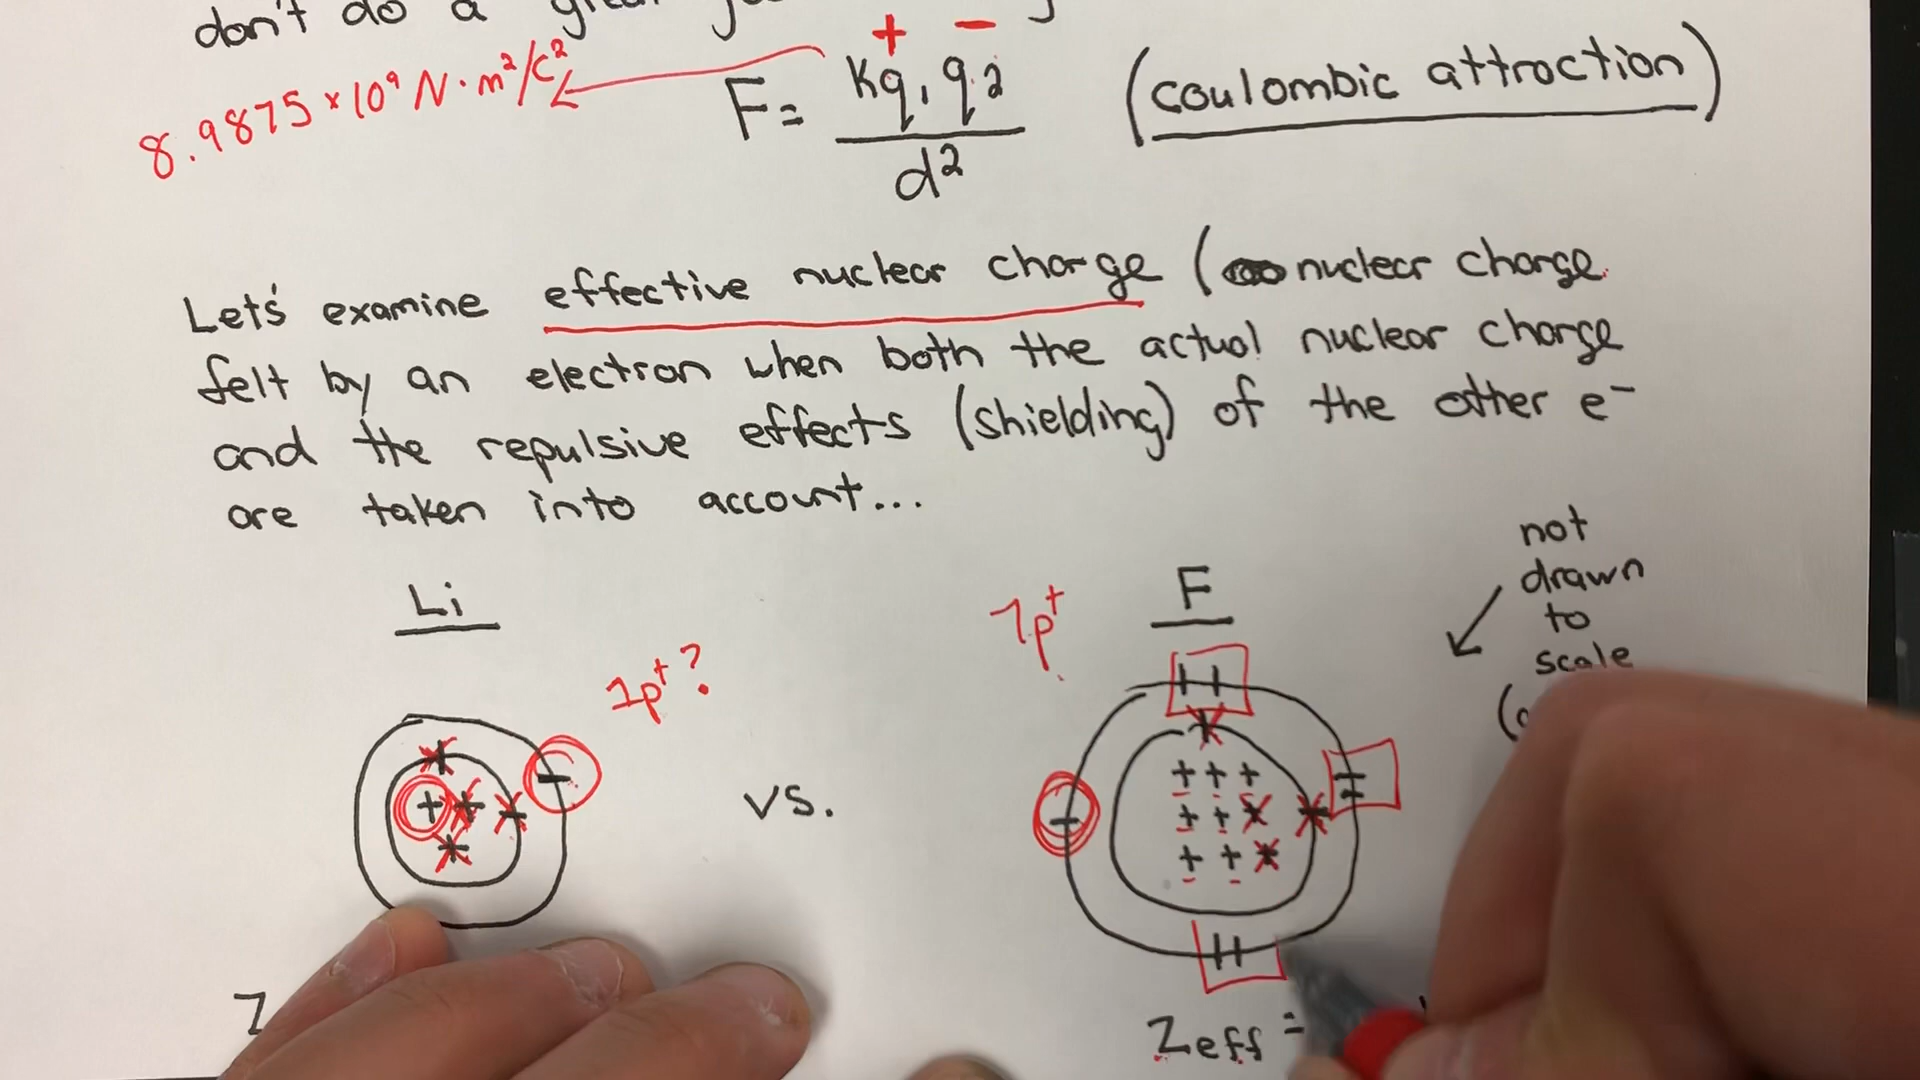 don't do a
8.9875 × 10⁹ N·m²/C²
+ −
F = kq₁q₂ / d²
(coulombic attraction)
Let's examine effective nuclear charge (nuclear charge
felt by an electron when both the actual nuclear charge
and the repulsive effects (shielding) of the other e⁻
are taken into account...
Li
1p⁺?
vs.
7p⁺
F
not
drawn
to
scale
Z
Zeff =